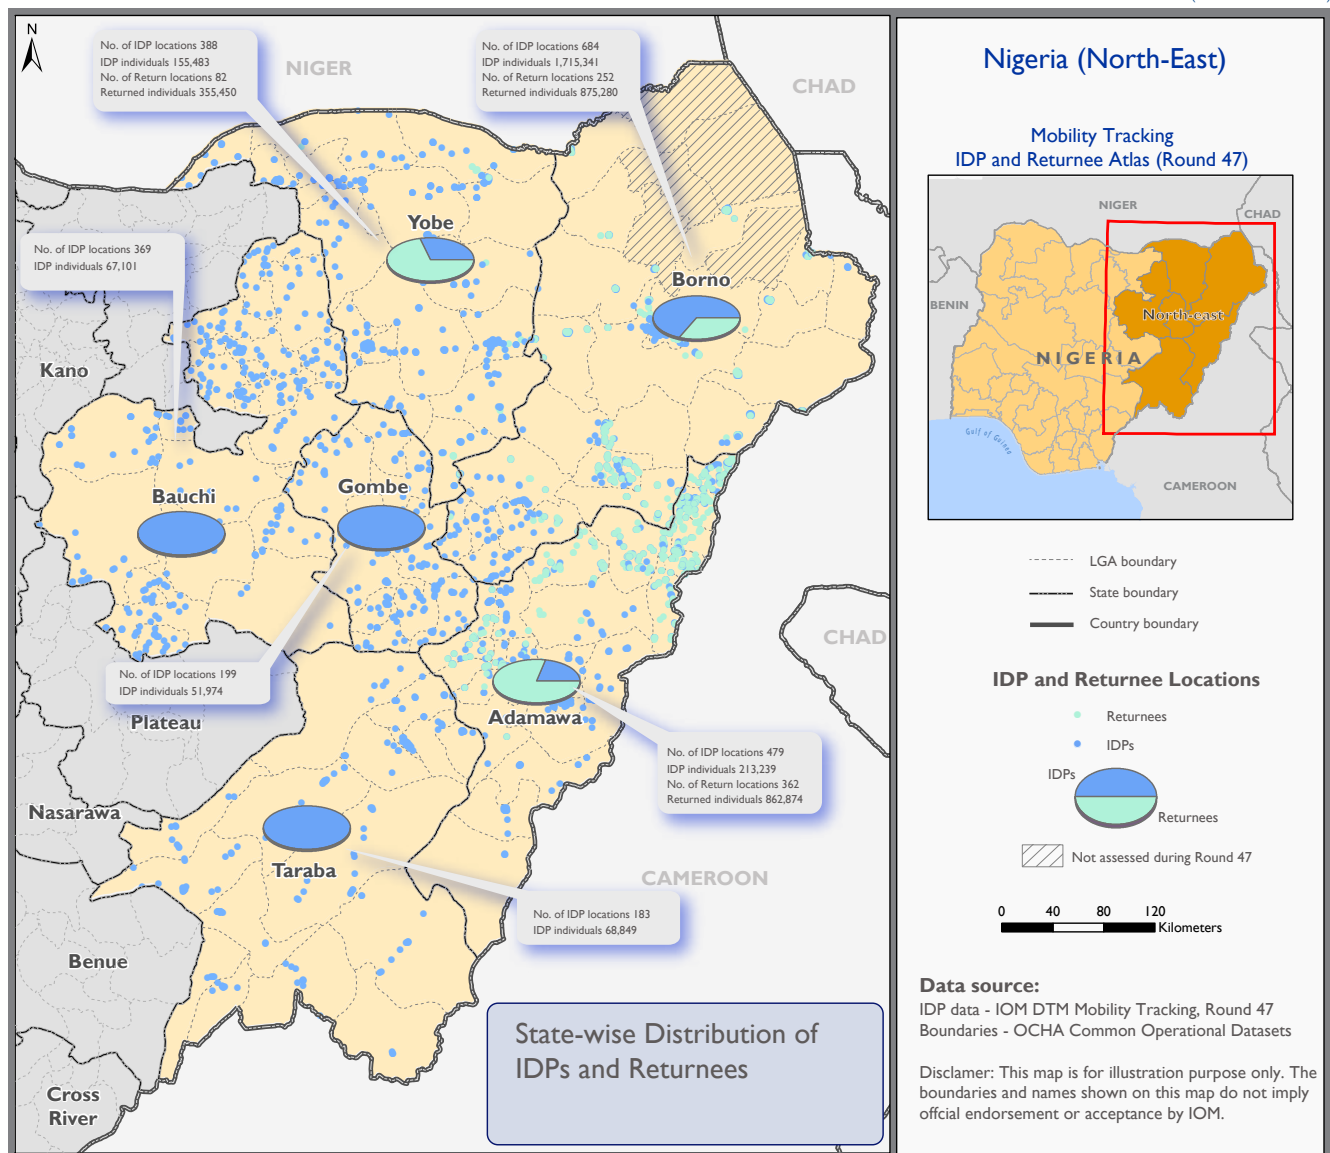 N
No. of IDP locations 388
IDP individuals 155,483
No. of Return locations 82
Returned individuals 355,450
NIGER
No. of IDP locations 684
IDP individuals 1,715,341
No. of Return locations 252
Returned individuals 875,280
CHAD
Yobe
No. of IDP locations 369
IDP individuals 67,101
Borno
Kano
Bauchi
Gombe
CHAD
No. of IDP locations 199
IDP individuals 51,974
Plateau
Adamawa
No. of IDP locations 479
IDP individuals 213,239
No. of Return locations 362
Returned individuals 862,874
Nasarawa
Taraba
CAMEROON
No. of IDP locations 183
IDP individuals 68,849
Benue
Cross
River
State-wise Distribution of
IDPs and Returnees
Nigeria (North-East)
Mobility Tracking
IDP and Returnee Atlas (Round 47)
NIGER
CHAD
BENIN
North-east
NIGERIA
Gulf of Guinea
CAMEROON
LGA boundary
State boundary
Country boundary
IDP and Returnee Locations
Returnees
IDPs
IDPs
Returnees
Not assessed during Round 47
0 40 80 120
Kilometers
Data source:
IDP data - IOM DTM Mobility Tracking, Round 47
Boundaries - OCHA Common Operational Datasets
Disclamer: This map is for illustration purpose only. The
boundaries and names shown on this map do not imply
offcial endorsement or acceptance by IOM.